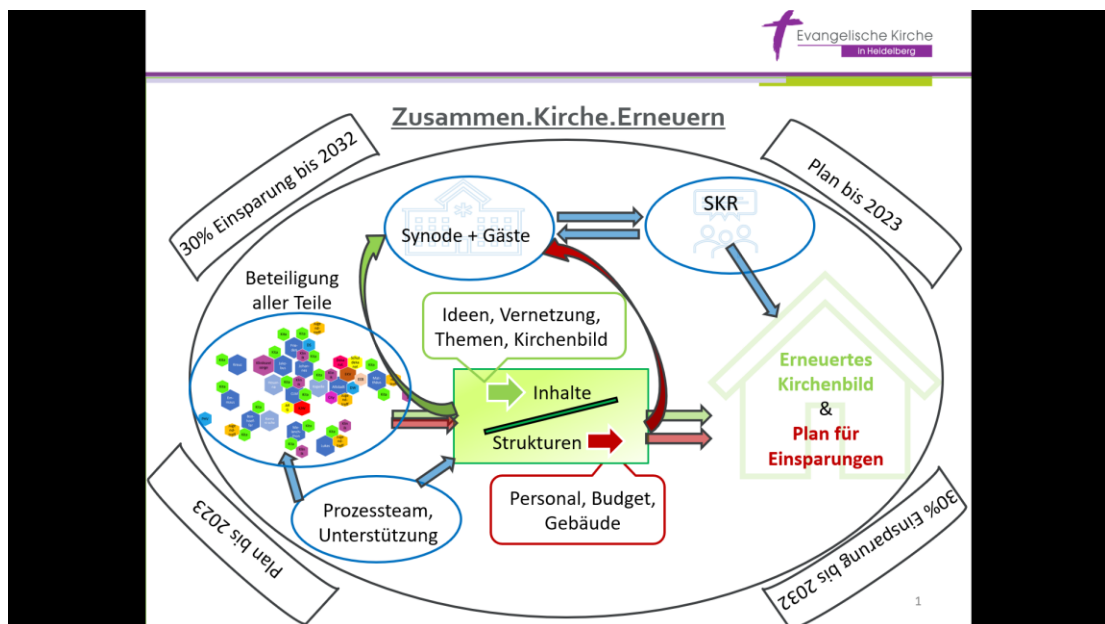 Evangelische Kirche
in Heidelberg
Zusammen.Kirche.Erneuern
30% Einsparung bis 2032
Plan bis 2023
Synode + Gäste
SKR
Beteiligung
aller Teile
Ideen, Vernetzung,
Themen, Kirchenbild
Inhalte
Strukturen
Erneuertes
Kirchenbild
&
Plan für
Einsparungen
Prozessteam,
Unterstützung
Personal, Budget,
Gebäude
Plan bis 2023
30% Einsparung bis 2032
1